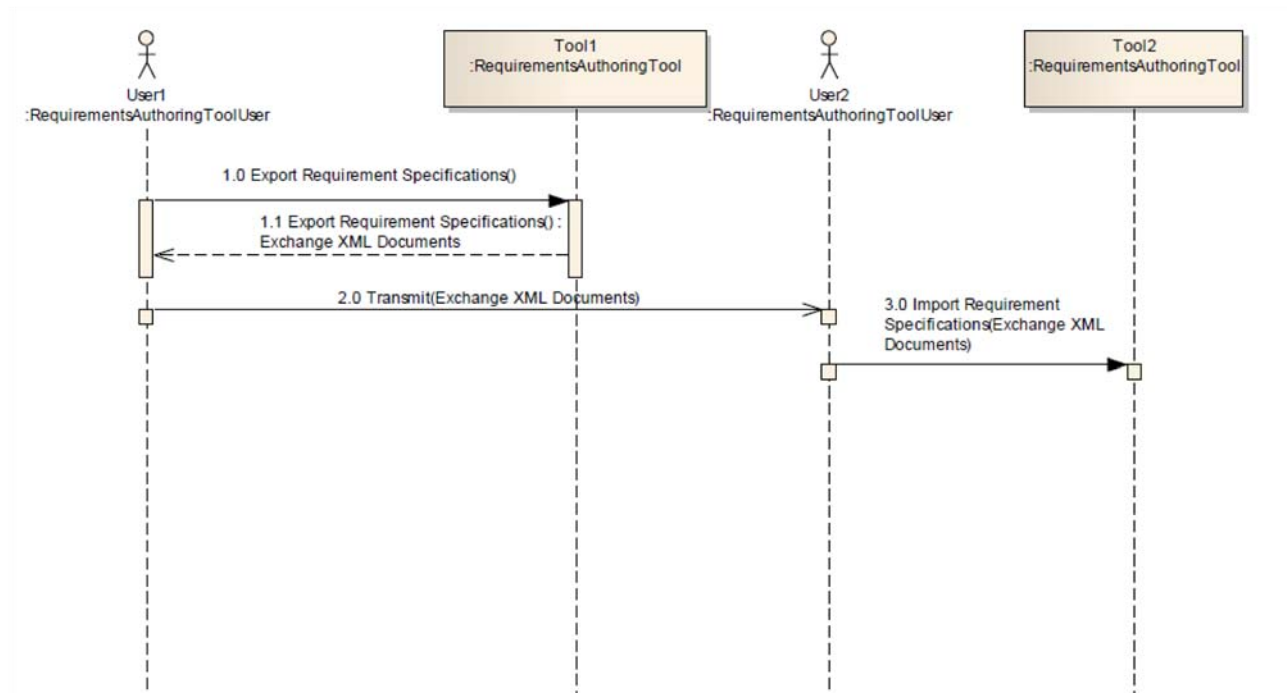 User1
:RequirementsAuthoringToolUser
Tool1
:RequirementsAuthoringTool
User2
:RequirementsAuthoringToolUser
Tool2
:RequirementsAuthoringTool
1.0 Export Requirement Specifications()
1.1 Export Requirement Specifications() :
Exchange XML Documents
2.0 Transmit(Exchange XML Documents)
3.0 Import Requirement
Specifications(Exchange XML
Documents)